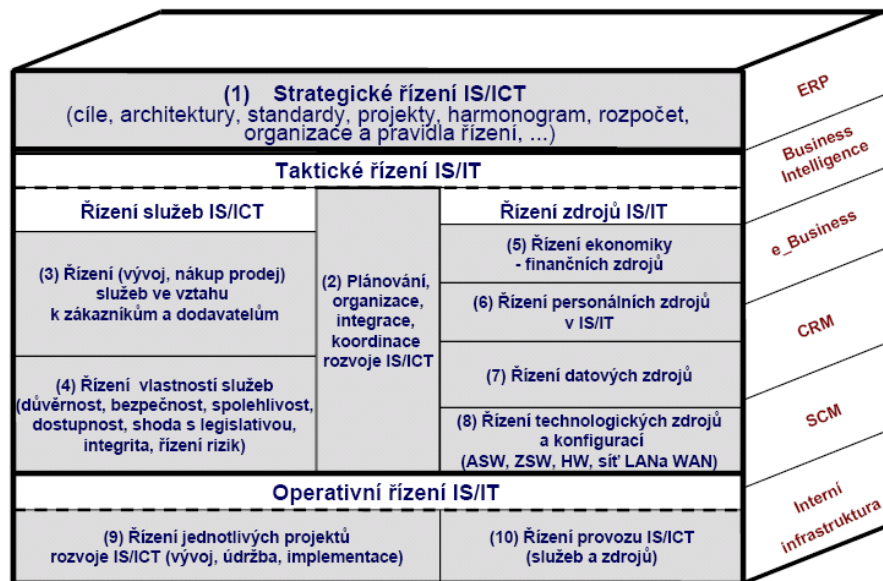 (1) Strategické řízení IS/ICT
(cíle, architektury, standardy, projekty, harmonogram, rozpočet,
organizace a pravidla řízení, ...)
Taktické řízení IS/IT
Řízení služeb IS/ICT
(3) Řízení (vývoj, nákup prodej)
služeb ve vztahu
k zákazníkům a dodavatelům
(4) Řízení vlastností služeb
(důvěrnost, bezpečnost, spolehlivost,
dostupnost, shoda s legislativou,
integrita, řízení rizik)
(2) Plánování,
organizace,
integrace,
koordinace
rozvoje IS/ICT
Řízení zdrojů IS/IT
(5) Řízení ekonomiky
- finančních zdrojů
(6) Řízení personálních zdrojů
v IS/IT
(7) Řízení datových zdrojů
(8) Řízení technologických zdrojů
a konfigurací
(ASW, ZSW, HW, síť LANa WAN)
Operativní řízení IS/IT
(9) Řízení jednotlivých projektů
rozvoje IS/ICT (vývoj, údržba, implementace)
(10) Řízení provozu IS/ICT
(služeb a zdrojů)
ERP
Business
Intelligence
e_Business
CRM
SCM
Interní
infrastruktura